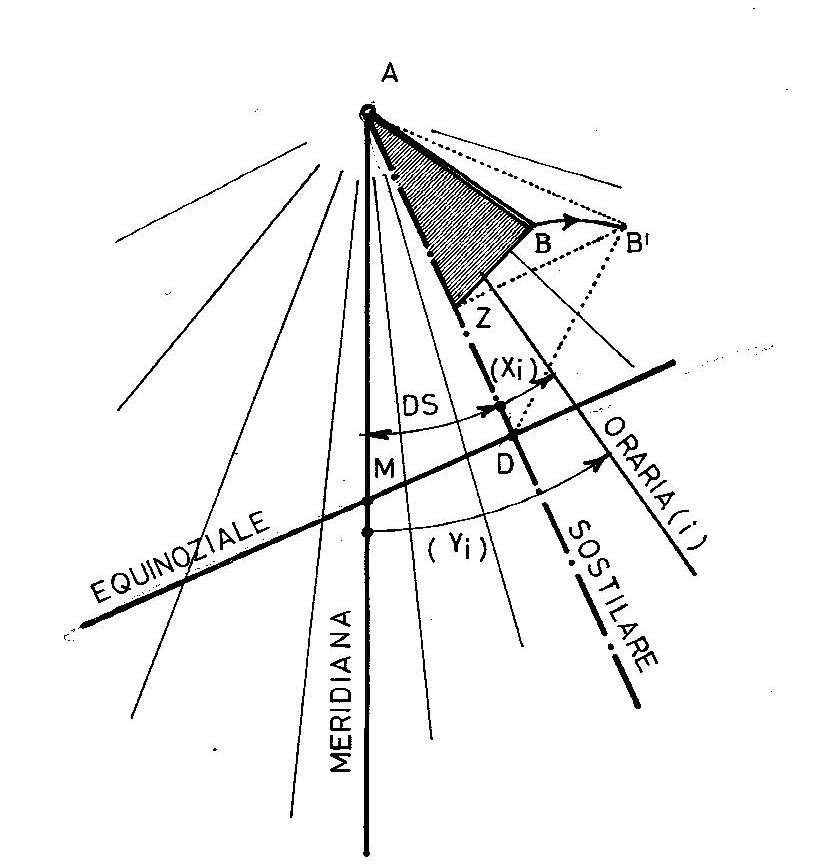 A
B
B'
Z
(Xi)
DS
M
D
ORARIA(i)
EQUINOZIALE
(Yi)
SOSTILARE
MERIDIANA